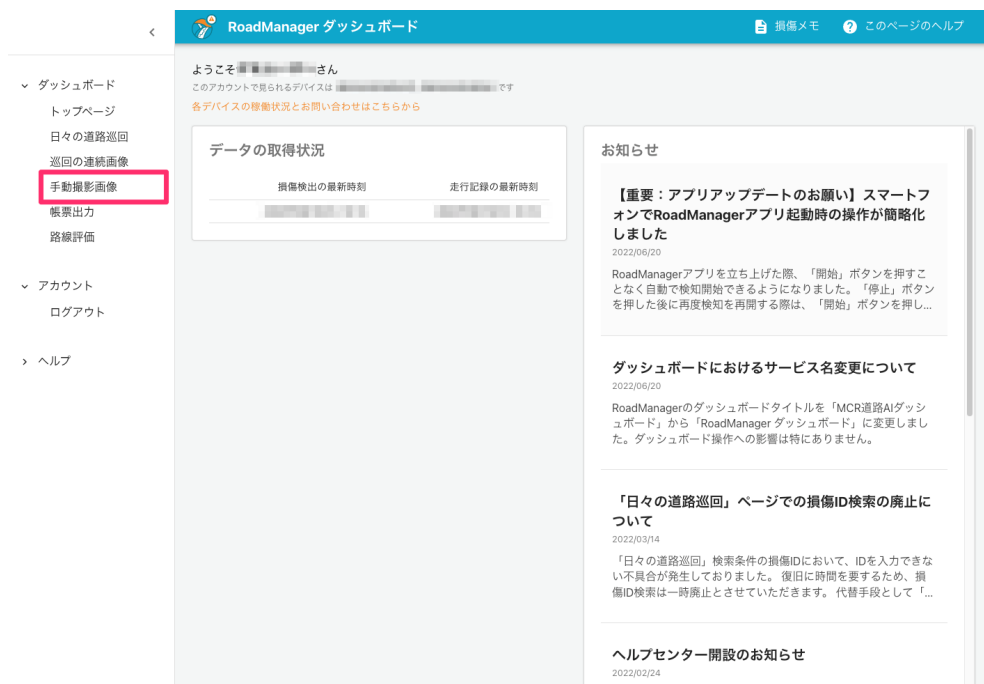 RoadManager ダッシュボード
損傷メモ
このページのヘルプ
ダッシュボード
トップページ
日々の道路巡回
巡回の連続画像
手動撮影画像
帳票出力
路線評価
アカウント
ログアウト
ヘルプ
ようこそ さん
このアカウントで見られるデバイスは です
各デバイスの稼働状況とお問い合わせはこちらから
データの取得状況
損傷検出の最新時刻 走行記録の最新時刻
お知らせ
【重要：アプリアップデートのお願い】スマートフ
ォンでRoadManagerアプリ起動時の操作が簡略化
しました
2022/06/20
RoadManagerアプリを立ち上げた際、「開始」ボタンを押すこ
となく自動で検知開始できるようになりました。「停止」ボタン
を押した後に再度検知を再開する際は、「開始」ボタンを押し...
ダッシュボードにおけるサービス名変更について
2022/06/20
RoadManagerのダッシュボードタイトルを「MCR道路AIダッシ
ュボード」から「RoadManager ダッシュボード」に変更しまし
た。ダッシュボード操作への影響は特にありません。
「日々の道路巡回」ページでの損傷ID検索の廃止に
ついて
2022/03/14
「日々の道路巡回」検索条件の損傷IDにおいて、IDを入力できな
い不具合が発生しておりました。 復旧に時間を要するため、損
傷ID検索は一時廃止とさせていただきます。 代替手段として「...
ヘルプセンター開設のお知らせ
2022/02/24